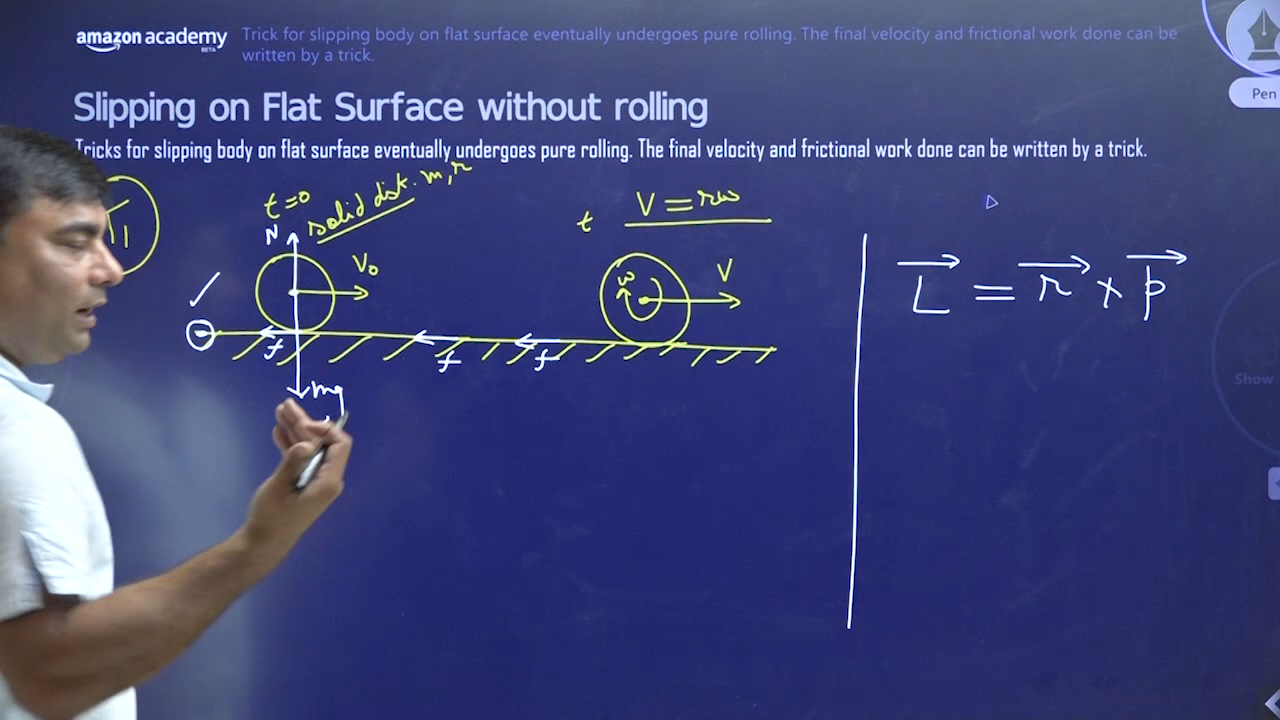 amazon academy
BETA
Trick for slipping body on flat surface eventually undergoes pure rolling. The final velocity and frictional work done can be
written by a trick.
Pen
Slipping on Flat Surface without rolling
Tricks for slipping body on flat surface eventually undergoes pure rolling. The final velocity and frictional work done can be written by a trick.
T1
t=0
solid disk. m, r
N
V0
t
V = rω
ω
V
f
f
f
mg
L = r × p
Show